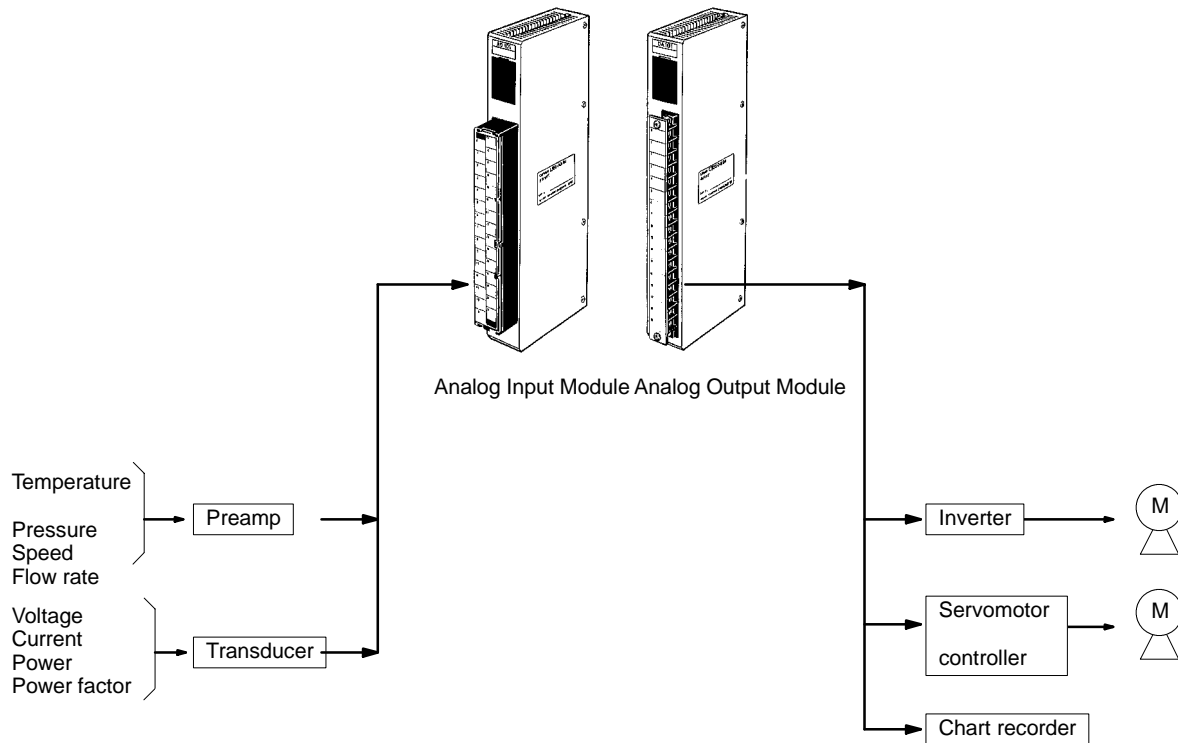 Analog Input Module Analog Output Module
Temperature
Pressure
Speed
Flow rate
Preamp
Voltage
Current
Power
Power factor
Transducer
Inverter
M
Servomotor
controller
M
Chart recorder